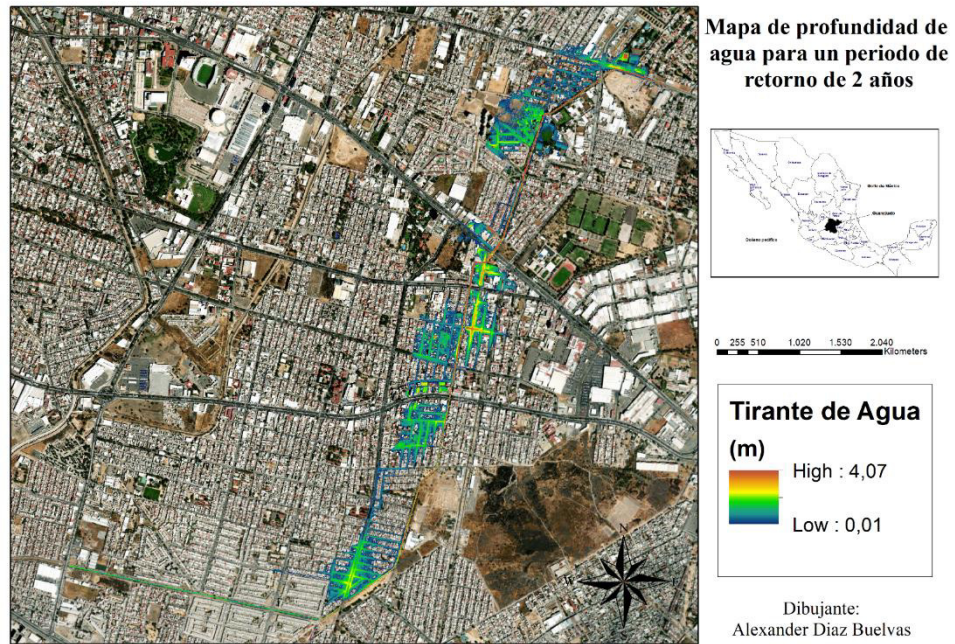 Mapa de profundidad de
agua para un periodo de
retorno de 2 años
Golfo de México
Guanajuato
Océano pacífico
0 255 510 1.020 1.530 2.040
Kilometers
Tirante de Agua
(m)
High : 4,07
Low : 0,01
N
W
Dibujante:
Alexander Diaz Buelvas